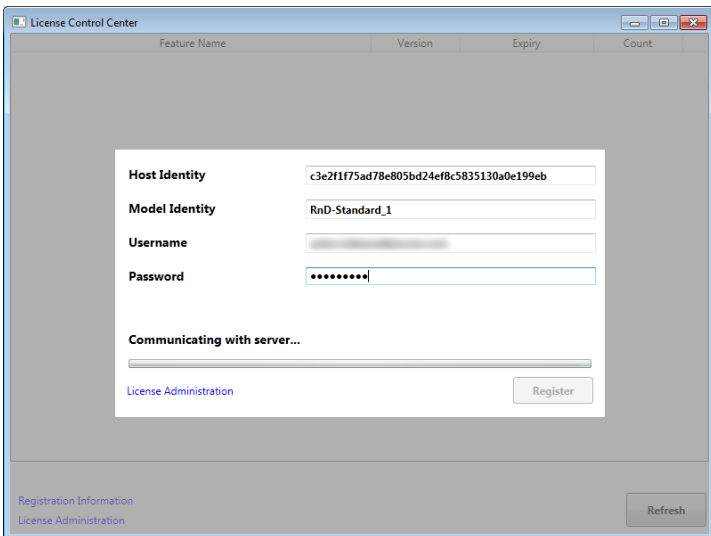 License Control Center
Feature Name Version Expiry Count
Host Identity c3e2f1f75ad78e805bd24ef8c5835130a0e199eb
Model Identity RnD-Standard_1
Username
Password •••••••••
Communicating with server...
License Administration Register
Registration Information
License Administration
Refresh